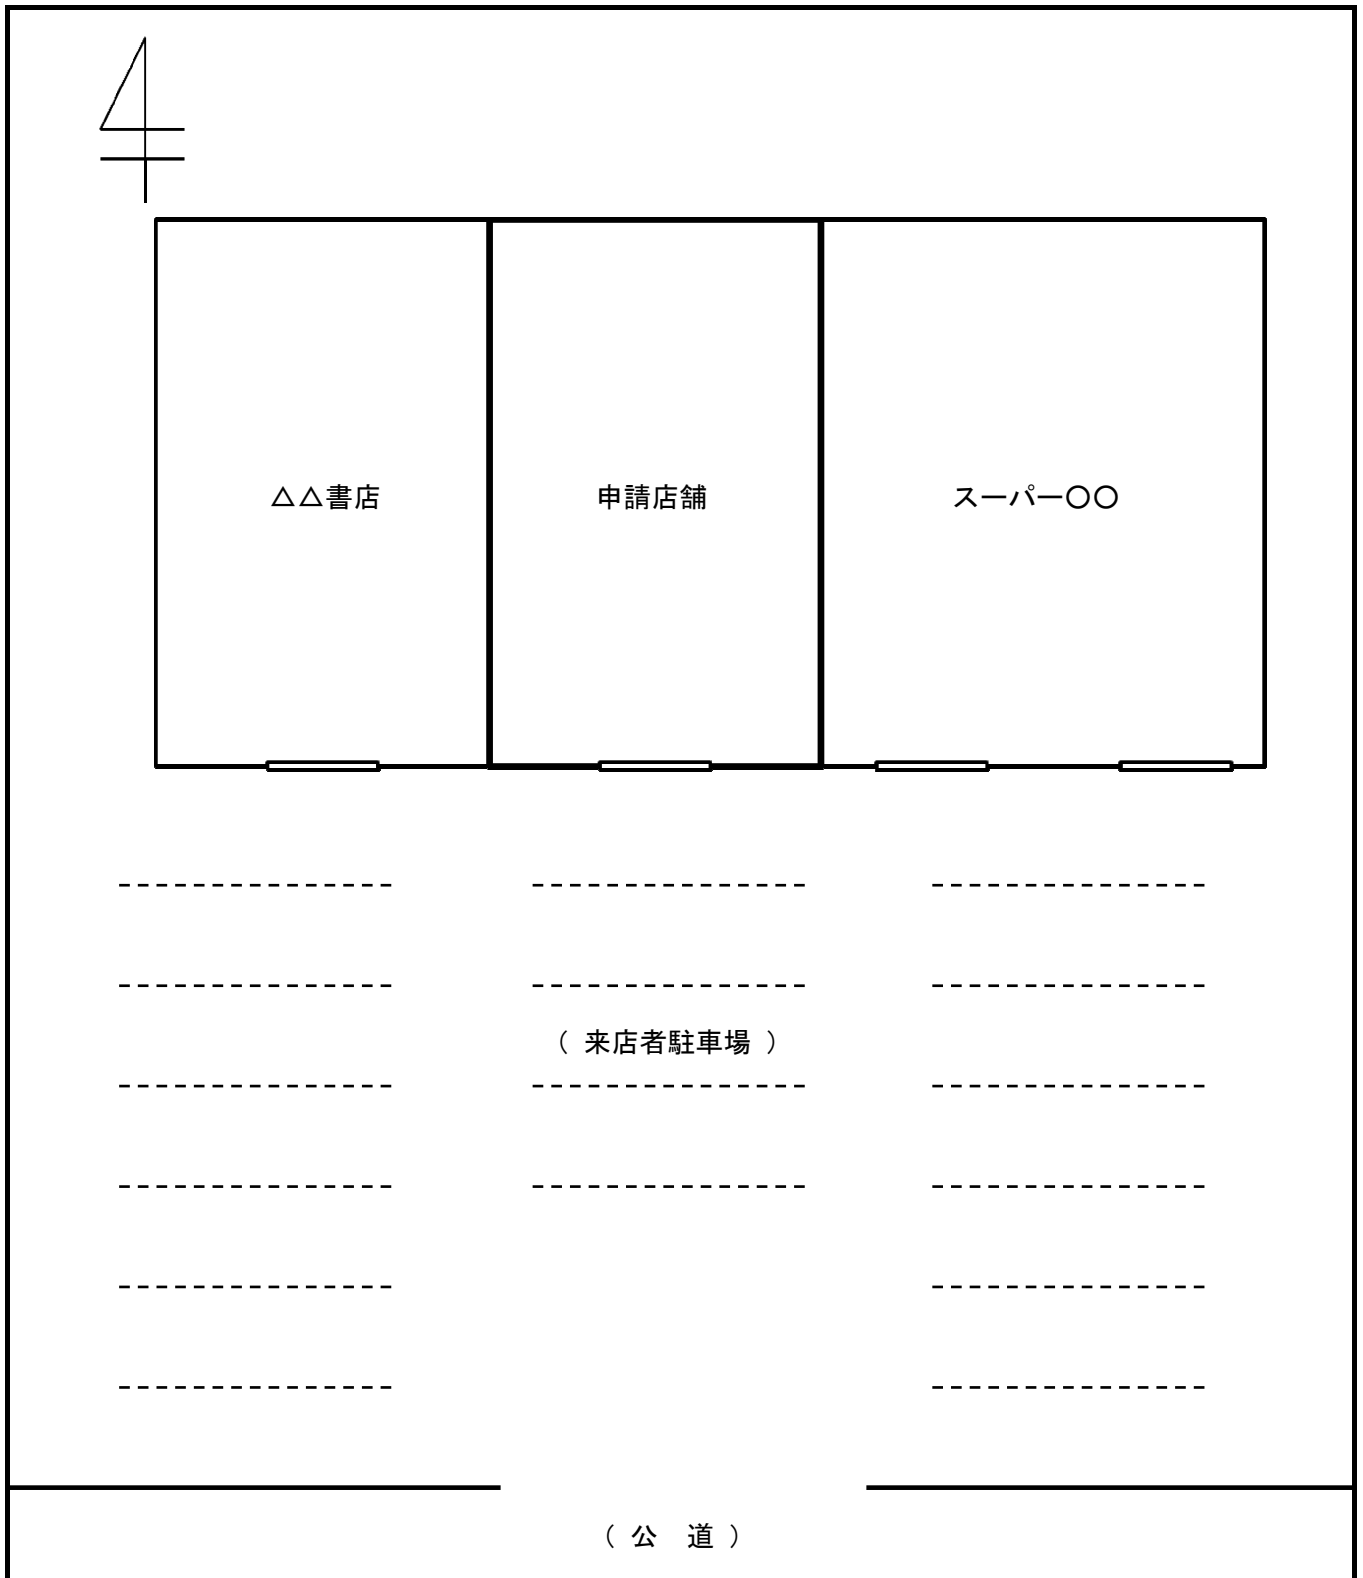 △△書店
申請店舗
スーパー〇〇
（ 来店者駐車場 ）
（ 公　道 ）